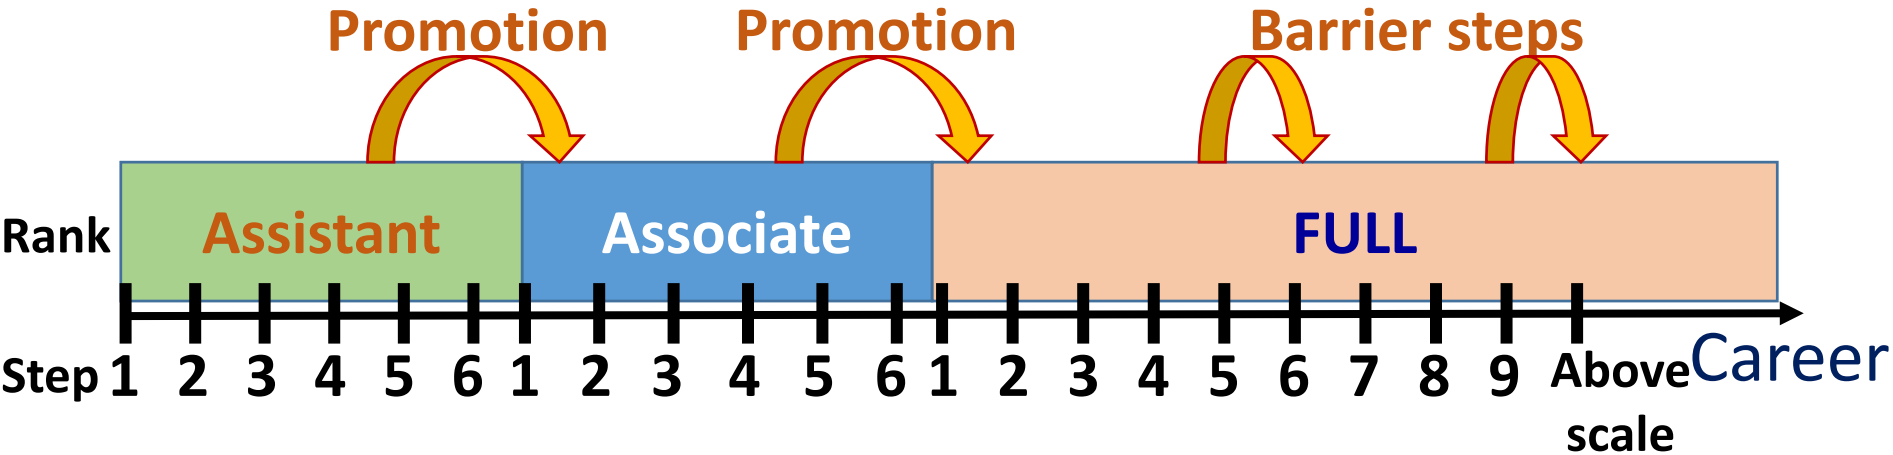 Promotion Promotion Barrier steps
Rank Assistant Associate FULL
Step 1 2 3 4 5 6 1 2 3 4 5 6 1 2 3 4 5 6 7 8 9 Above scale Career